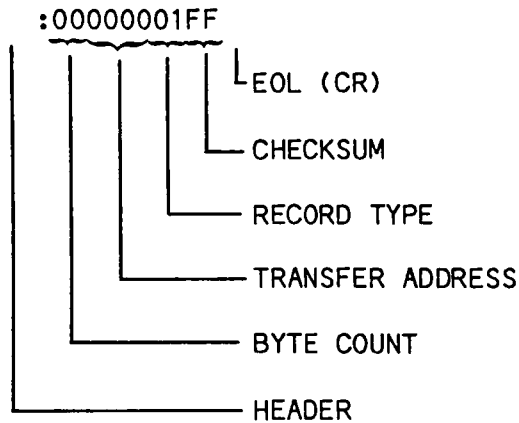 :00000001FF
EOL (CR)
CHECKSUM
RECORD TYPE
TRANSFER ADDRESS
BYTE COUNT
HEADER